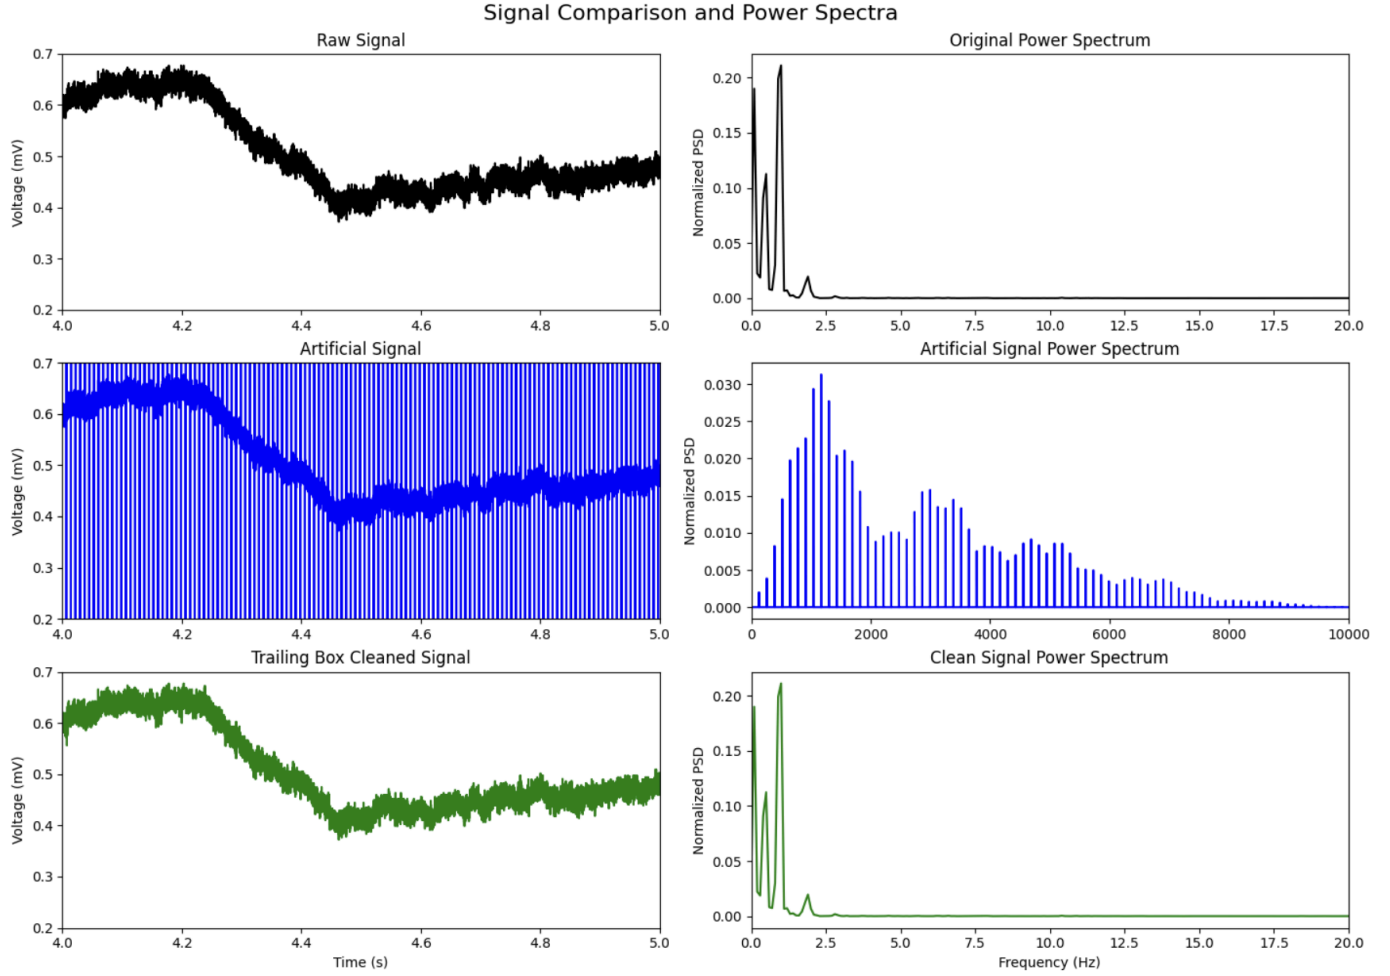 Signal Comparison and Power Spectra
Raw Signal
Voltage (mV)
0.7
0.6
0.5
0.4
0.3
0.2
4.0 4.2 4.4 4.6 4.8 5.0
Original Power Spectrum
Normalized PSD
0.20
0.15
0.10
0.05
0.00
0.0 2.5 5.0 7.5 10.0 12.5 15.0 17.5 20.0
Artificial Signal
Voltage (mV)
0.7
0.6
0.5
0.4
0.3
0.2
4.0 4.2 4.4 4.6 4.8 5.0
Artificial Signal Power Spectrum
Normalized PSD
0.030
0.025
0.020
0.015
0.010
0.005
0.000
0 2000 4000 6000 8000 10000
Trailing Box Cleaned Signal
Voltage (mV)
0.7
0.6
0.5
0.4
0.3
0.2
4.0 4.2 4.4 4.6 4.8 5.0
Time (s)
Clean Signal Power Spectrum
Normalized PSD
0.20
0.15
0.10
0.05
0.00
0.0 2.5 5.0 7.5 10.0 12.5 15.0 17.5 20.0
Frequency (Hz)